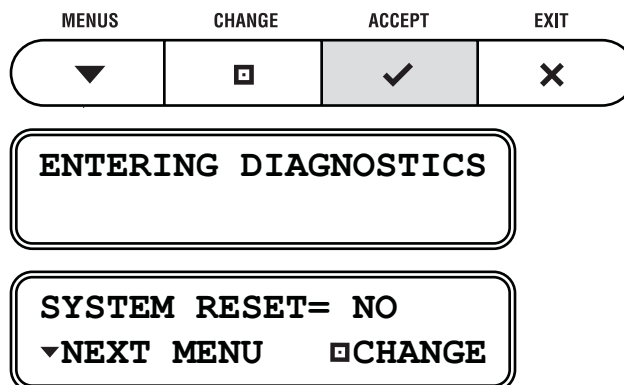 MENUS CHANGE ACCEPT EXIT
ENTERING DIAGNOSTICS
SYSTEM RESET= NO
▼NEXT MENU ⊡CHANGE